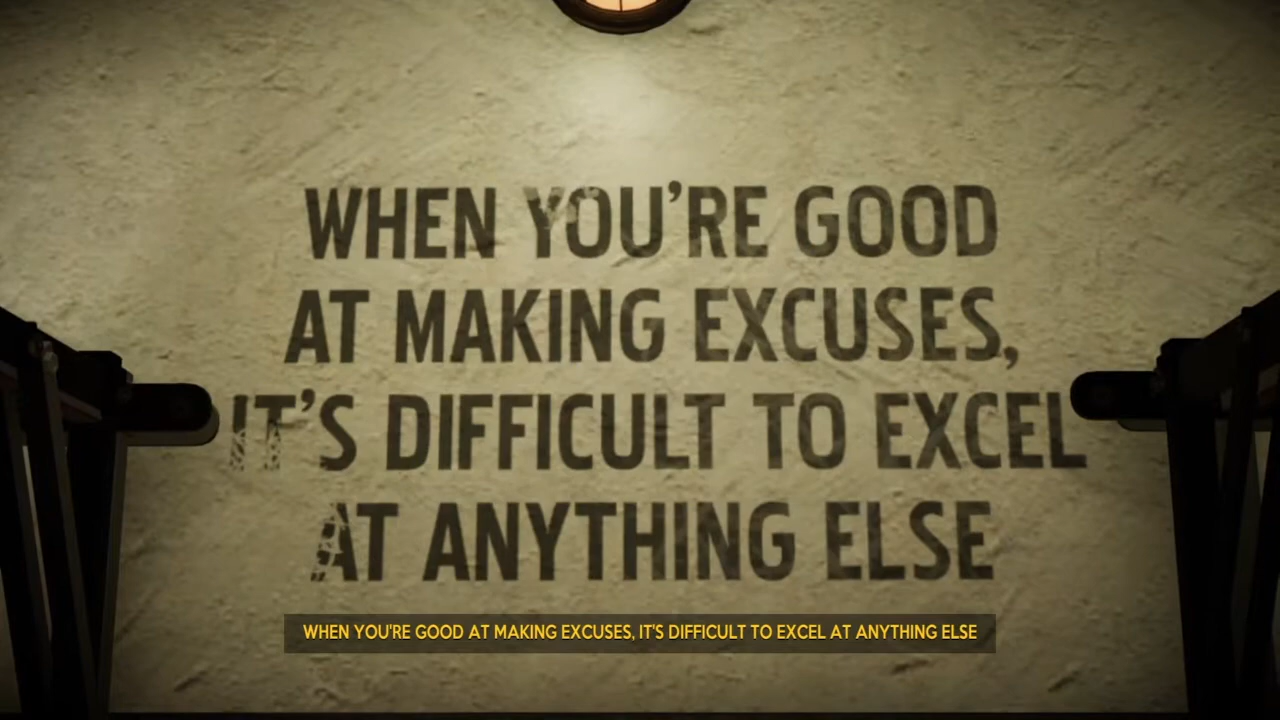 WHEN YOU'RE GOOD
AT MAKING EXCUSES,
IT'S DIFFICULT TO EXCEL
AT ANYTHING ELSE
WHEN YOU'RE GOOD AT MAKING EXCUSES, IT'S DIFFICULT TO EXCEL AT ANYTHING ELSE